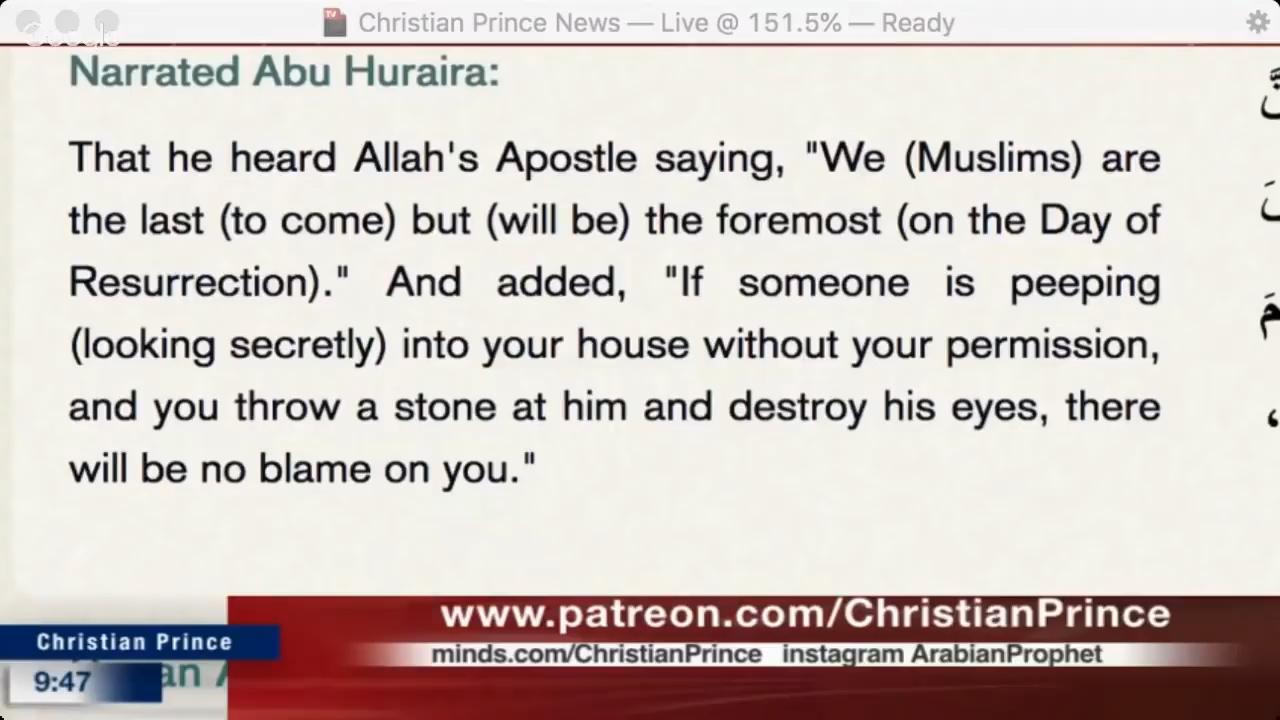 Christian Prince News — Live @ 151.5% — Ready
Google
Narrated Abu Huraira:
That he heard Allah's Apostle saying, "We (Muslims) are
the last (to come) but (will be) the foremost (on the Day of
Resurrection)." And added, "If someone is peeping
(looking secretly) into your house without your permission,
and you throw a stone at him and destroy his eyes, there
will be no blame on you."
www.patreon.com/ChristianPrince
Christian Prince
minds.com/ChristianPrince instagram ArabianProphet
9:47